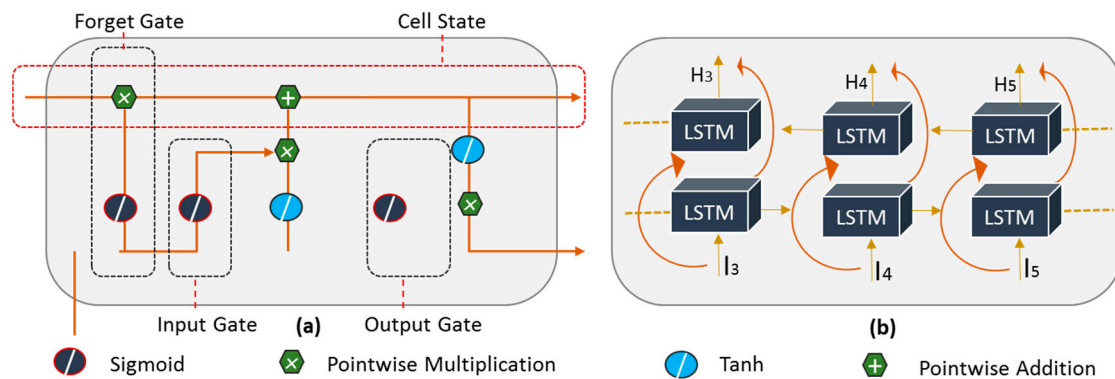 Forget Gate
Cell State
Input Gate
(a)
Output Gate
H3
H4
H5
LSTM
LSTM
LSTM
LSTM
LSTM
LSTM
I3
I4
I5
(b)
Sigmoid
Pointwise Multiplication
Tanh
Pointwise Addition